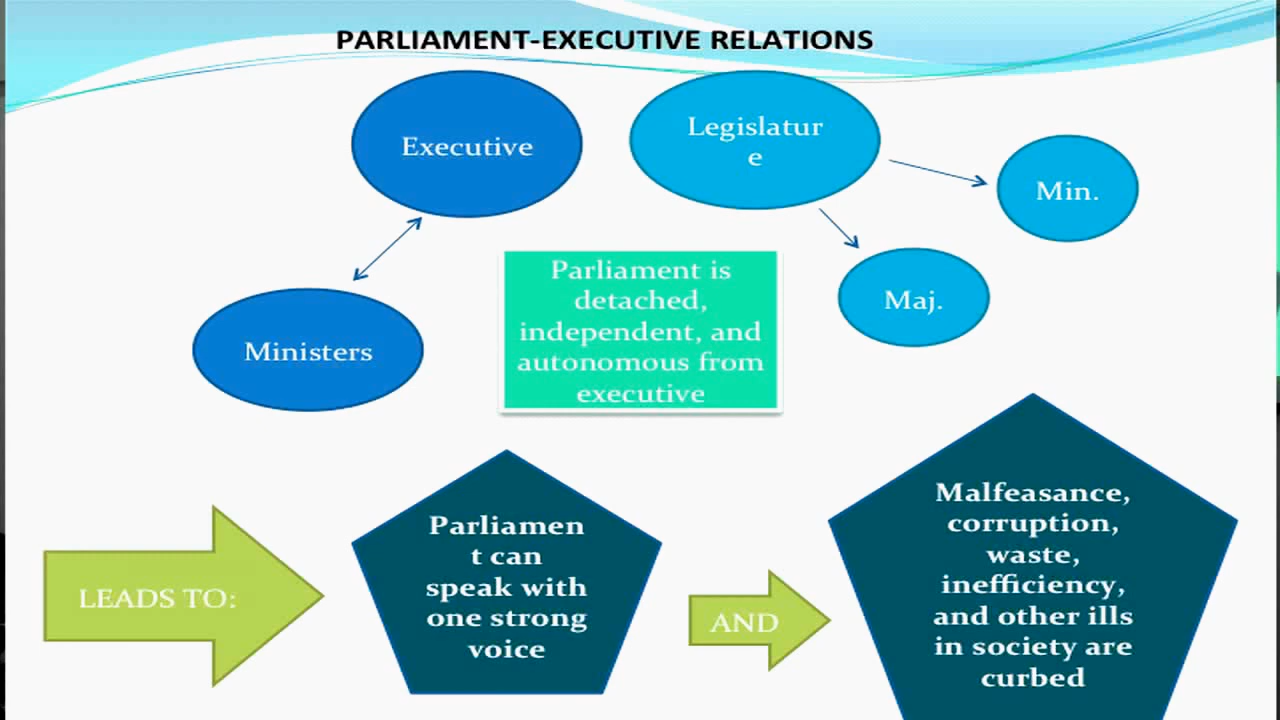 PARLIAMENT-EXECUTIVE RELATIONS
Executive
Legislatur
e
Min.
Maj.
Ministers
Parliament is
detached,
independent, and
autonomous from
executive
LEADS TO:
Parliamen
t can
speak with
one strong
voice
AND
Malfeasance,
corruption,
waste,
inefficiency,
and other ills
in society are
curbed